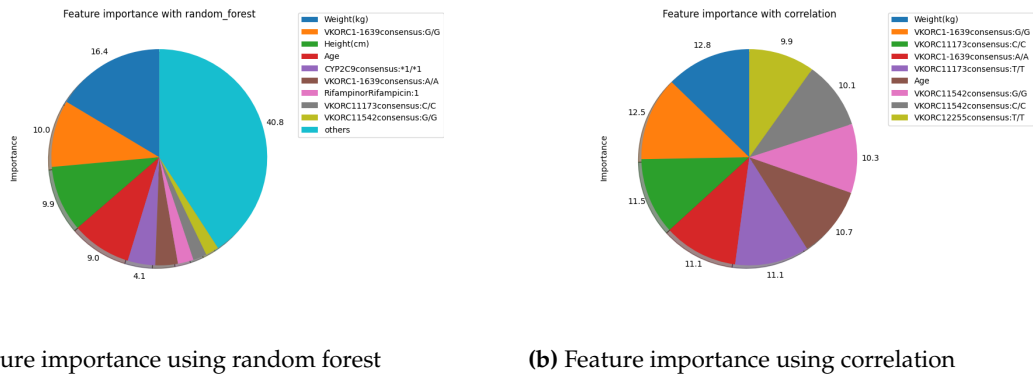 Feature importance with random_forest
Importance
16.4
10.0
9.9
9.0
4.1
40.8
Weight(kg)
VKORC1-1639consensus:G/G
Height(cm)
Age
CYP2C9consensus:*1/*1
VKORC1-1639consensus:A/A
RifampinorRifampicin:1
VKORC11173consensus:C/C
VKORC11542consensus:G/G
others
Feature importance with correlation
Importance
12.8
12.5
11.5
11.1
11.1
10.7
10.3
10.1
9.9
Weight(kg)
VKORC1-1639consensus:G/G
VKORC11173consensus:C/C
VKORC1-1639consensus:A/A
VKORC11173consensus:T/T
Age
VKORC11542consensus:G/G
VKORC11542consensus:C/C
VKORC12255consensus:T/T
ure importance using random forest
(b) Feature importance using correlation